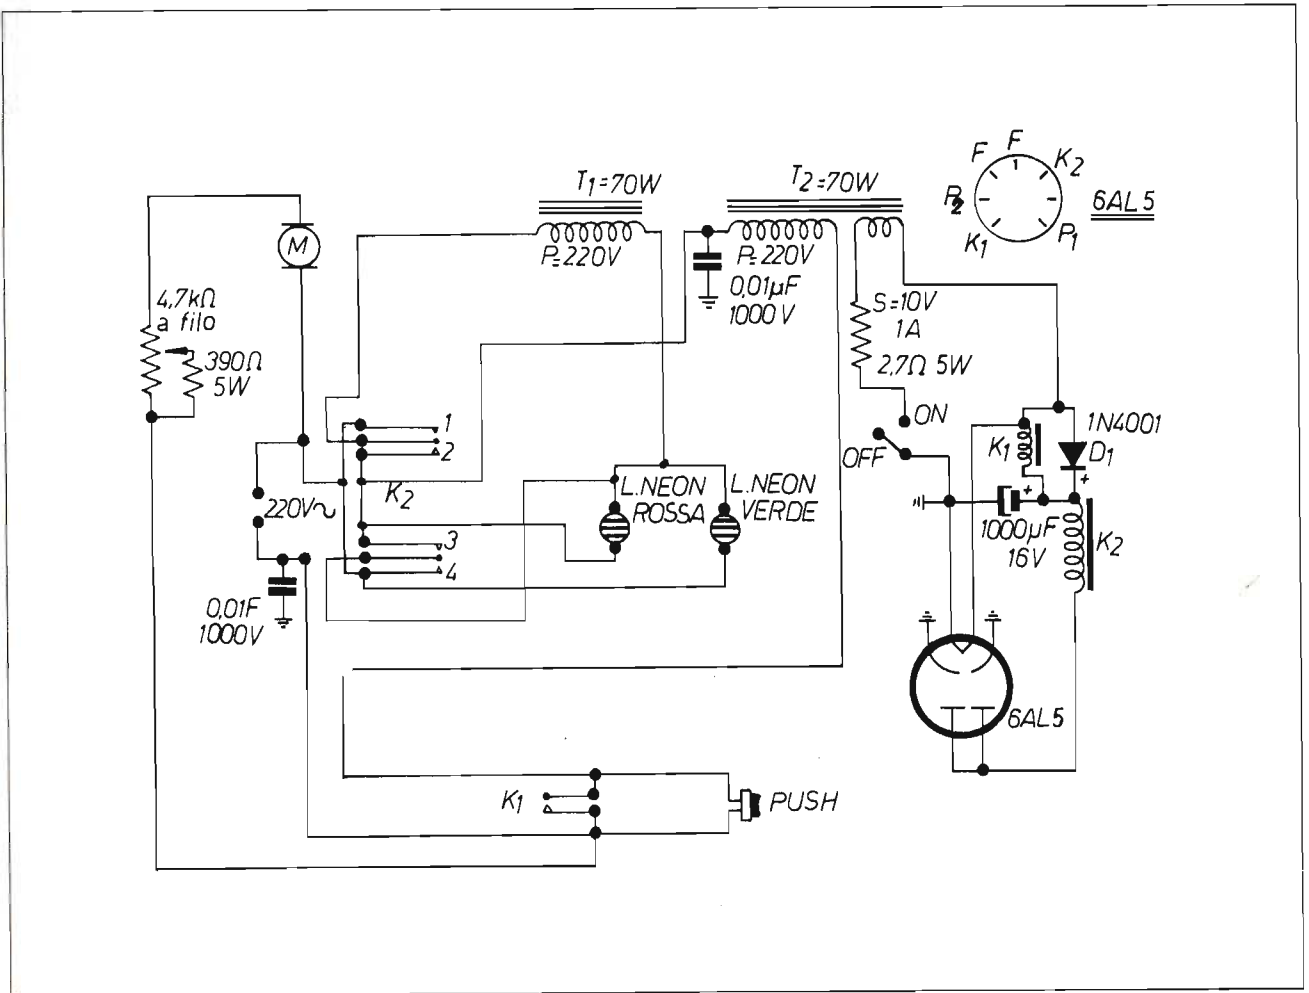 F
F
K2
P2
6AL5
K1
P1
T1=70W
T2=70W
P=220V
P=220V
M
0,01µF
1000V
S=10V
1A
2,7Ω 5W
4,7kΩ
a filo
390Ω
5W
ON
OFF
1
2
K2
3
4
220V~
L.NEON
ROSSA
L.NEON
VERDE
K1
1N4001
D1
+
+
1000µF
16V
K2
0,01F
1000V
6AL5
K1
PUSH